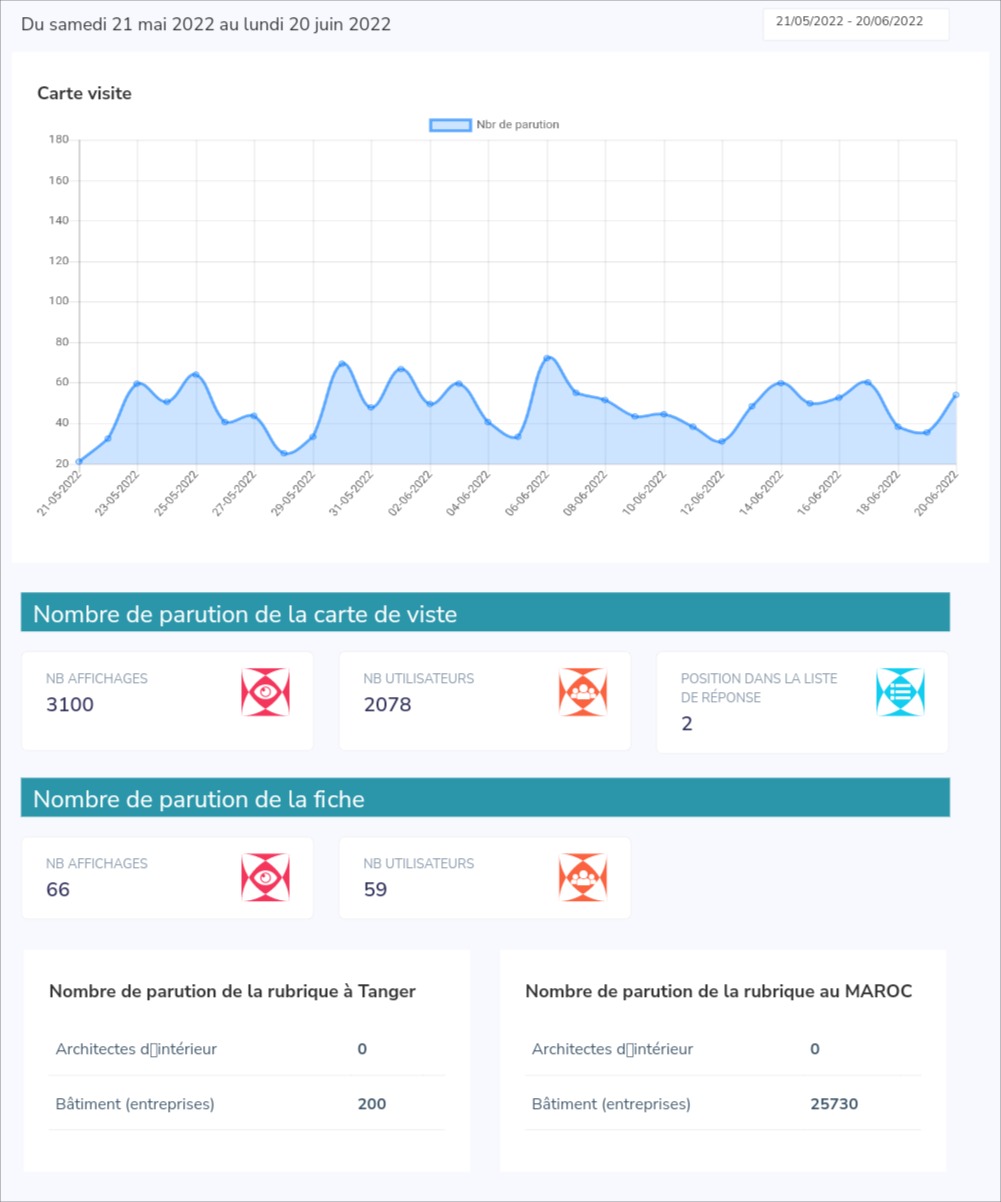 Du samedi 21 mai 2022 au lundi 20 juin 2022
21/05/2022 - 20/06/2022
Carte visite
Nbr de parution
180
160
140
120
100
80
60
40
20
21-05-2022
23-05-2022
25-05-2022
27-05-2022
29-05-2022
31-05-2022
02-06-2022
04-06-2022
06-06-2022
08-06-2022
10-06-2022
12-06-2022
14-06-2022
16-06-2022
18-06-2022
20-06-2022
Nombre de parution de la carte de viste
NB AFFICHAGES
3100
NB UTILISATEURS
2078
POSITION DANS LA LISTE
DE RÉPONSE
2
Nombre de parution de la fiche
NB AFFICHAGES
66
NB UTILISATEURS
59
Nombre de parution de la rubrique à Tanger
Architectes d▯intérieur 0
Bâtiment (entreprises) 200
Nombre de parution de la rubrique au MAROC
Architectes d▯intérieur 0
Bâtiment (entreprises) 25730